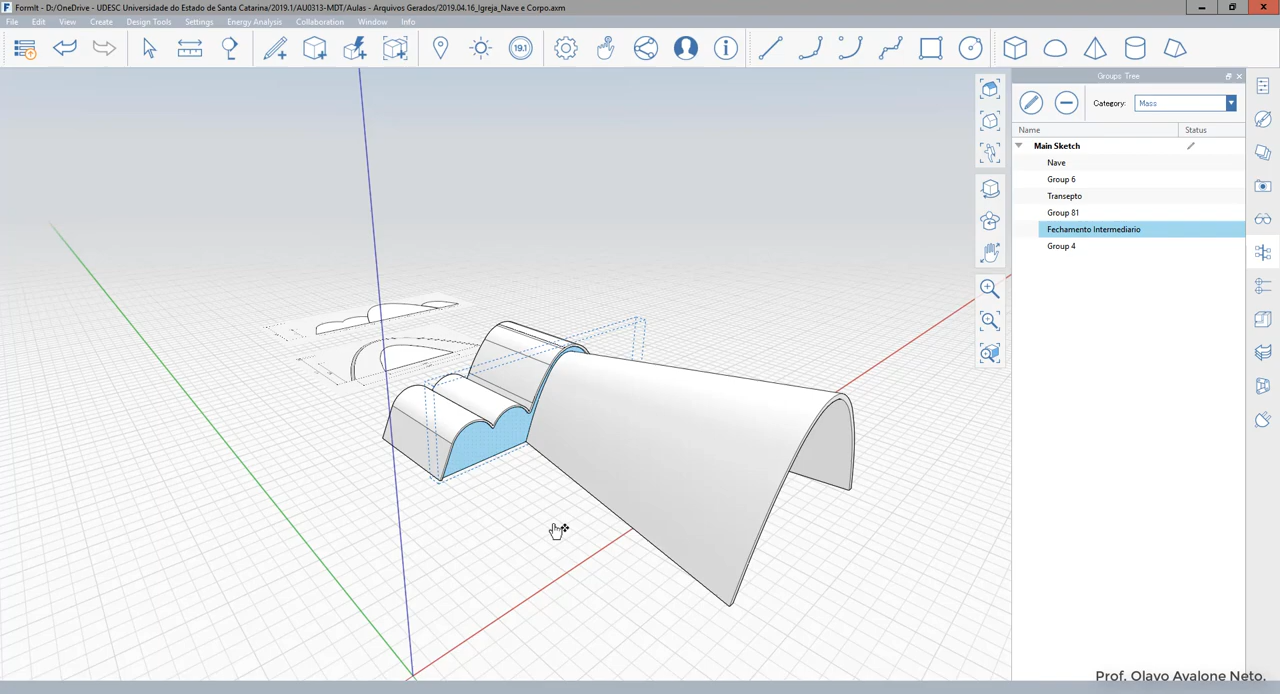 FormIt - D:/OneDrive - UDESC Universidade do Estado de Santa Catarina/2019.1/AU0313-MDT/Aulas - Arquivos Gerados/2019.04.16_Igreja_Nave e Corpo.axm
File Edit View Create Design Tools Settings Energy Analysis Collaboration Window Info
19.1
Groups Tree
Category: Mass
Name Status
Main Sketch
Nave
Group 6
Transepto
Group 81
Fechamento Intermediario
Group 4
Prof. Olavo Avalone Neto.